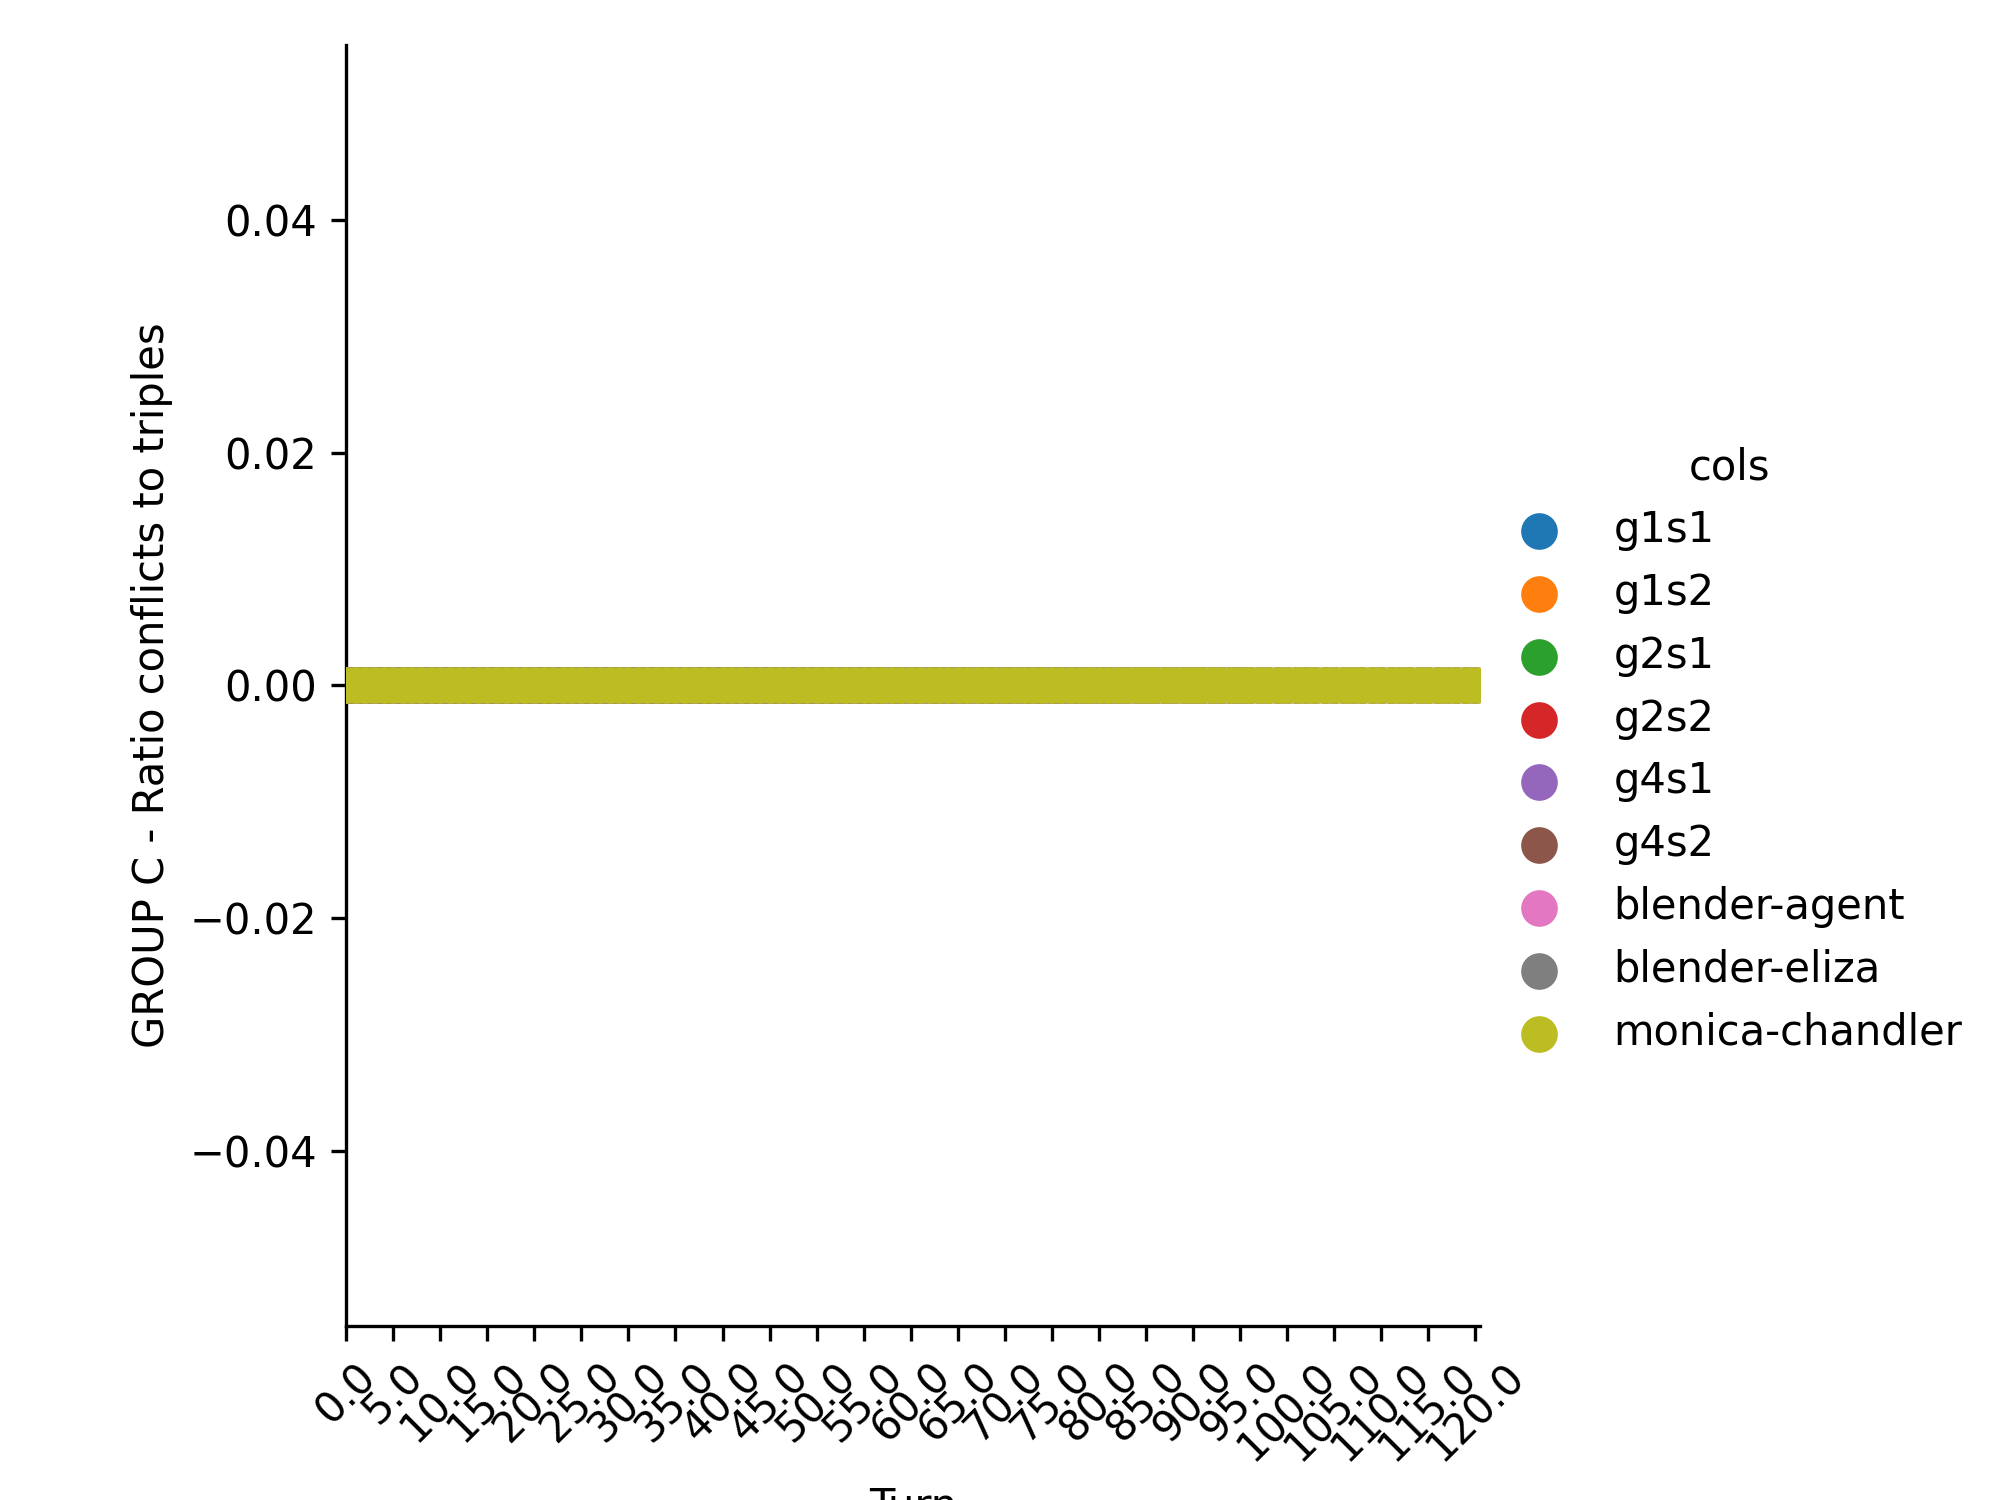 GROUP C - Ratio conflicts to triples
0.04
0.02
0.00
−0.02
−0.04
0.0 5.0 10.0 15.0 20.0 25.0 30.0 35.0 40.0 45.0 50.0 55.0 60.0 65.0 70.0 75.0 80.0 85.0 90.0 95.0 100.0 105.0 110.0 115.0 120.0
Turn
cols
g1s1
g1s2
g2s1
g2s2
g4s1
g4s2
blender-agent
blender-eliza
monica-chandler